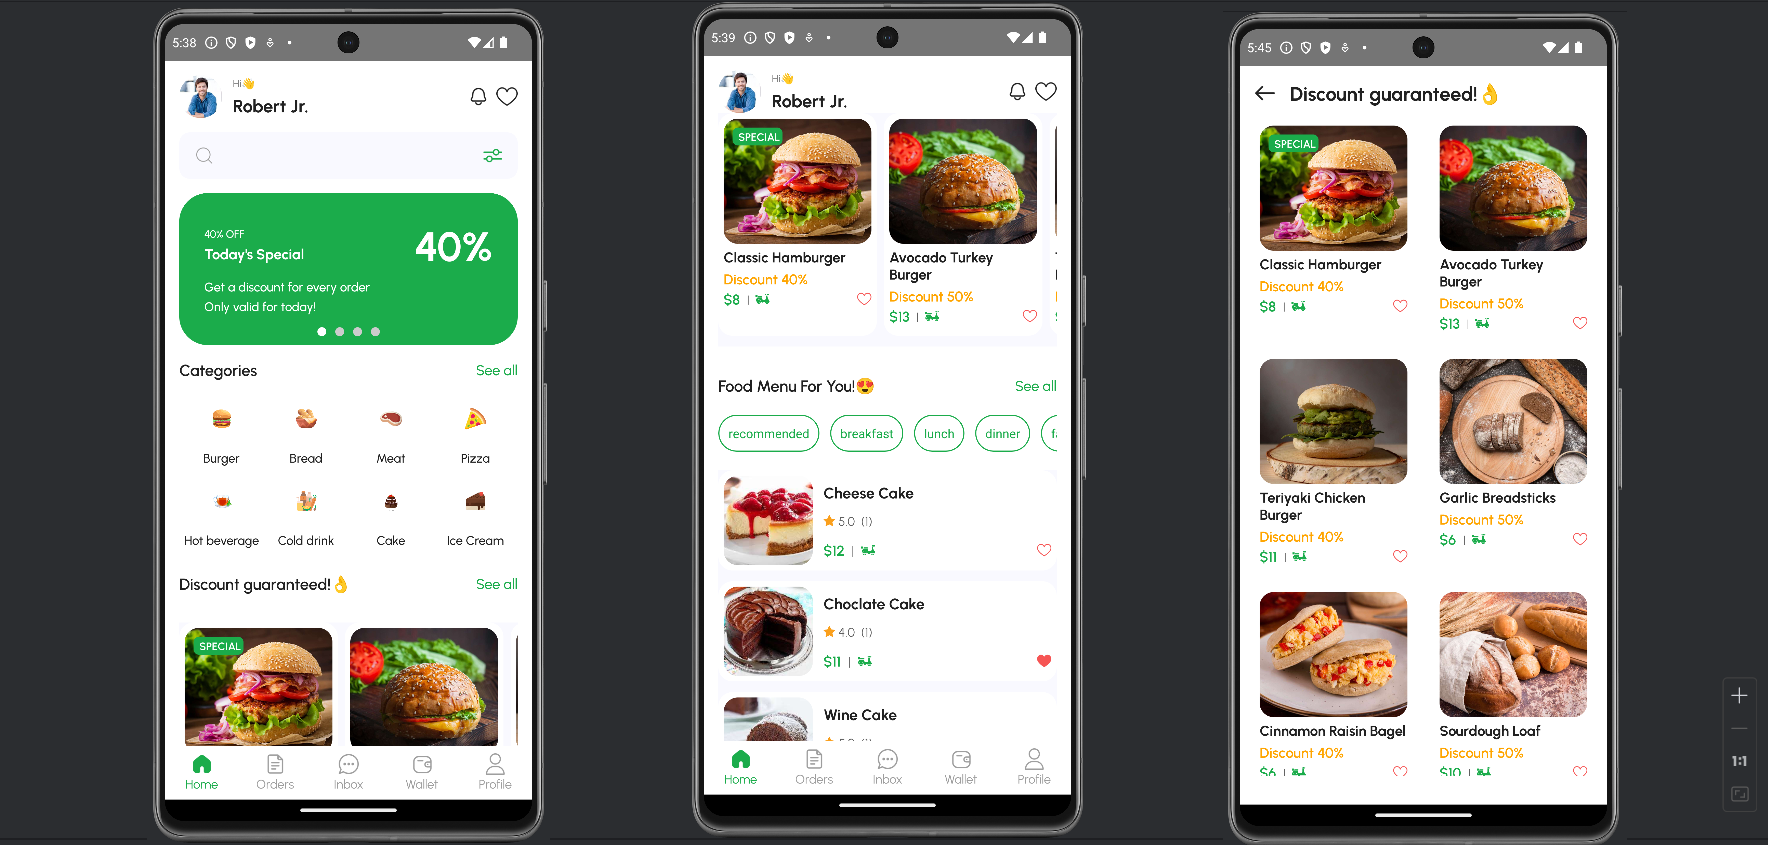 5:38
Hi👋
Robert Jr.
40% OFF
Today's Special
40%
Get a discount for every order
Only valid for today!
Categories
See all
Burger
Bread
Meat
Pizza
Hot beverage
Cold drink
Cake
Ice Cream
Discount guaranteed!👌
See all
SPECIAL
Home
Orders
Inbox
Wallet
Profile
5:39
Hi👋
Robert Jr.
SPECIAL
Classic Hamburger
Discount 40%
$8 |
Avocado Turkey
Burger
Discount 50%
$13 |
Food Menu For You!😍
See all
recommended
breakfast
lunch
dinner
Cheese Cake
5.0 (1)
$12 |
Choclate Cake
4.0 (1)
$11 |
Wine Cake
Home
Orders
Inbox
Wallet
Profile
5:45
Discount guaranteed!👌
SPECIAL
Classic Hamburger
Discount 40%
$8 |
Avocado Turkey
Burger
Discount 50%
$13 |
Teriyaki Chicken
Burger
Discount 40%
$11 |
Garlic Breadsticks
Discount 50%
$6 |
Cinnamon Raisin Bagel
Discount 40%
$6 |
Sourdough Loaf
Discount 50%
$10 |
1:1